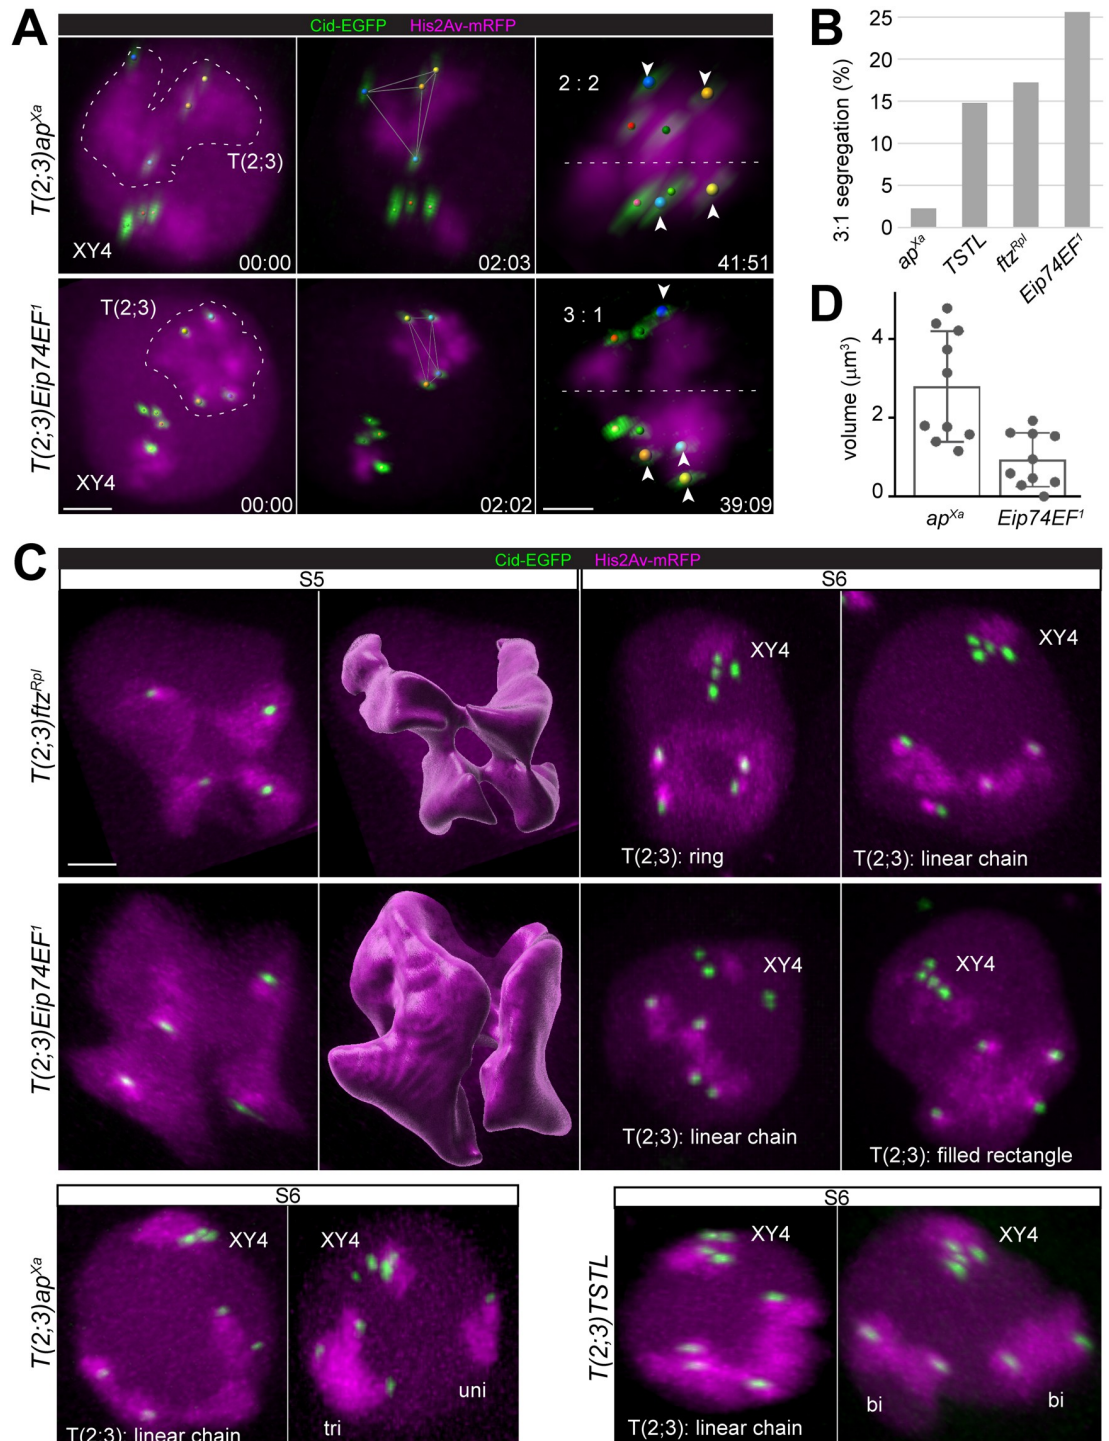 A
Cid-EGFP His2Av-mRFP
T(2;3)ap^Xa
T(2;3)
XY4
00:00
02:03
2 : 2
41:51
T(2;3)Eip74EF^1
T(2;3)
XY4
00:00
02:02
3 : 1
39:09
B
3:1 segregation (%)
25
20
15
10
5
0
ap^Xa
TSTL
ftz^Rpl
Eip74EF^1
D
volume (μm³)
4
2
0
ap^Xa
Eip74EF^1
C
Cid-EGFP His2Av-mRFP
S5
S6
T(2;3)ftz^Rpl
XY4
T(2;3): ring
XY4
T(2;3): linear chain
T(2;3)Eip74EF^1
XY4
T(2;3): linear chain
XY4
T(2;3): filled rectangle
S6
T(2;3)ap^Xa
XY4
T(2;3): linear chain
XY4
uni
tri
S6
T(2;3)TSTL
XY4
T(2;3): linear chain
XY4
bi
bi